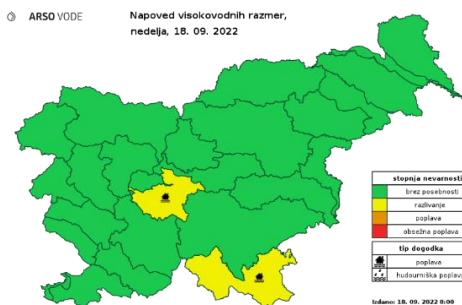 ARSO VODE
Napoved visokovodnih razmer,
nedelja, 18. 09. 2022
stopnja nevarnosti
brez posebnosti
razlivanje
poplava
obsežna poplava
tip dogodka
poplava
hudourniška poplava
Izdano: 18. 09. 2022 8:00